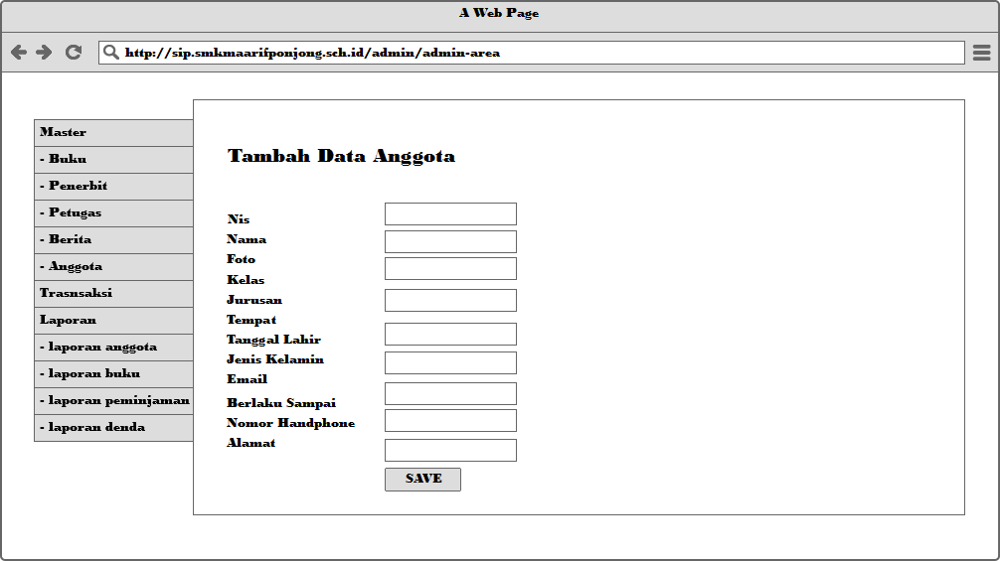 A Web Page
http://sip.smkmaarifponjong.sch.id/admin/admin-area
Master
- Buku
- Penerbit
- Petugas
- Berita
- Anggota
Trasnsaksi
Laporan
- laporan anggota
- laporan buku
- laporan peminjaman
- laporan denda
Tambah Data Anggota
Nis
Nama
Foto
Kelas
Jurusan
Tempat
Tanggal Lahir
Jenis Kelamin
Email
Berlaku Sampai
Nomor Handphone
Alamat
SAVE